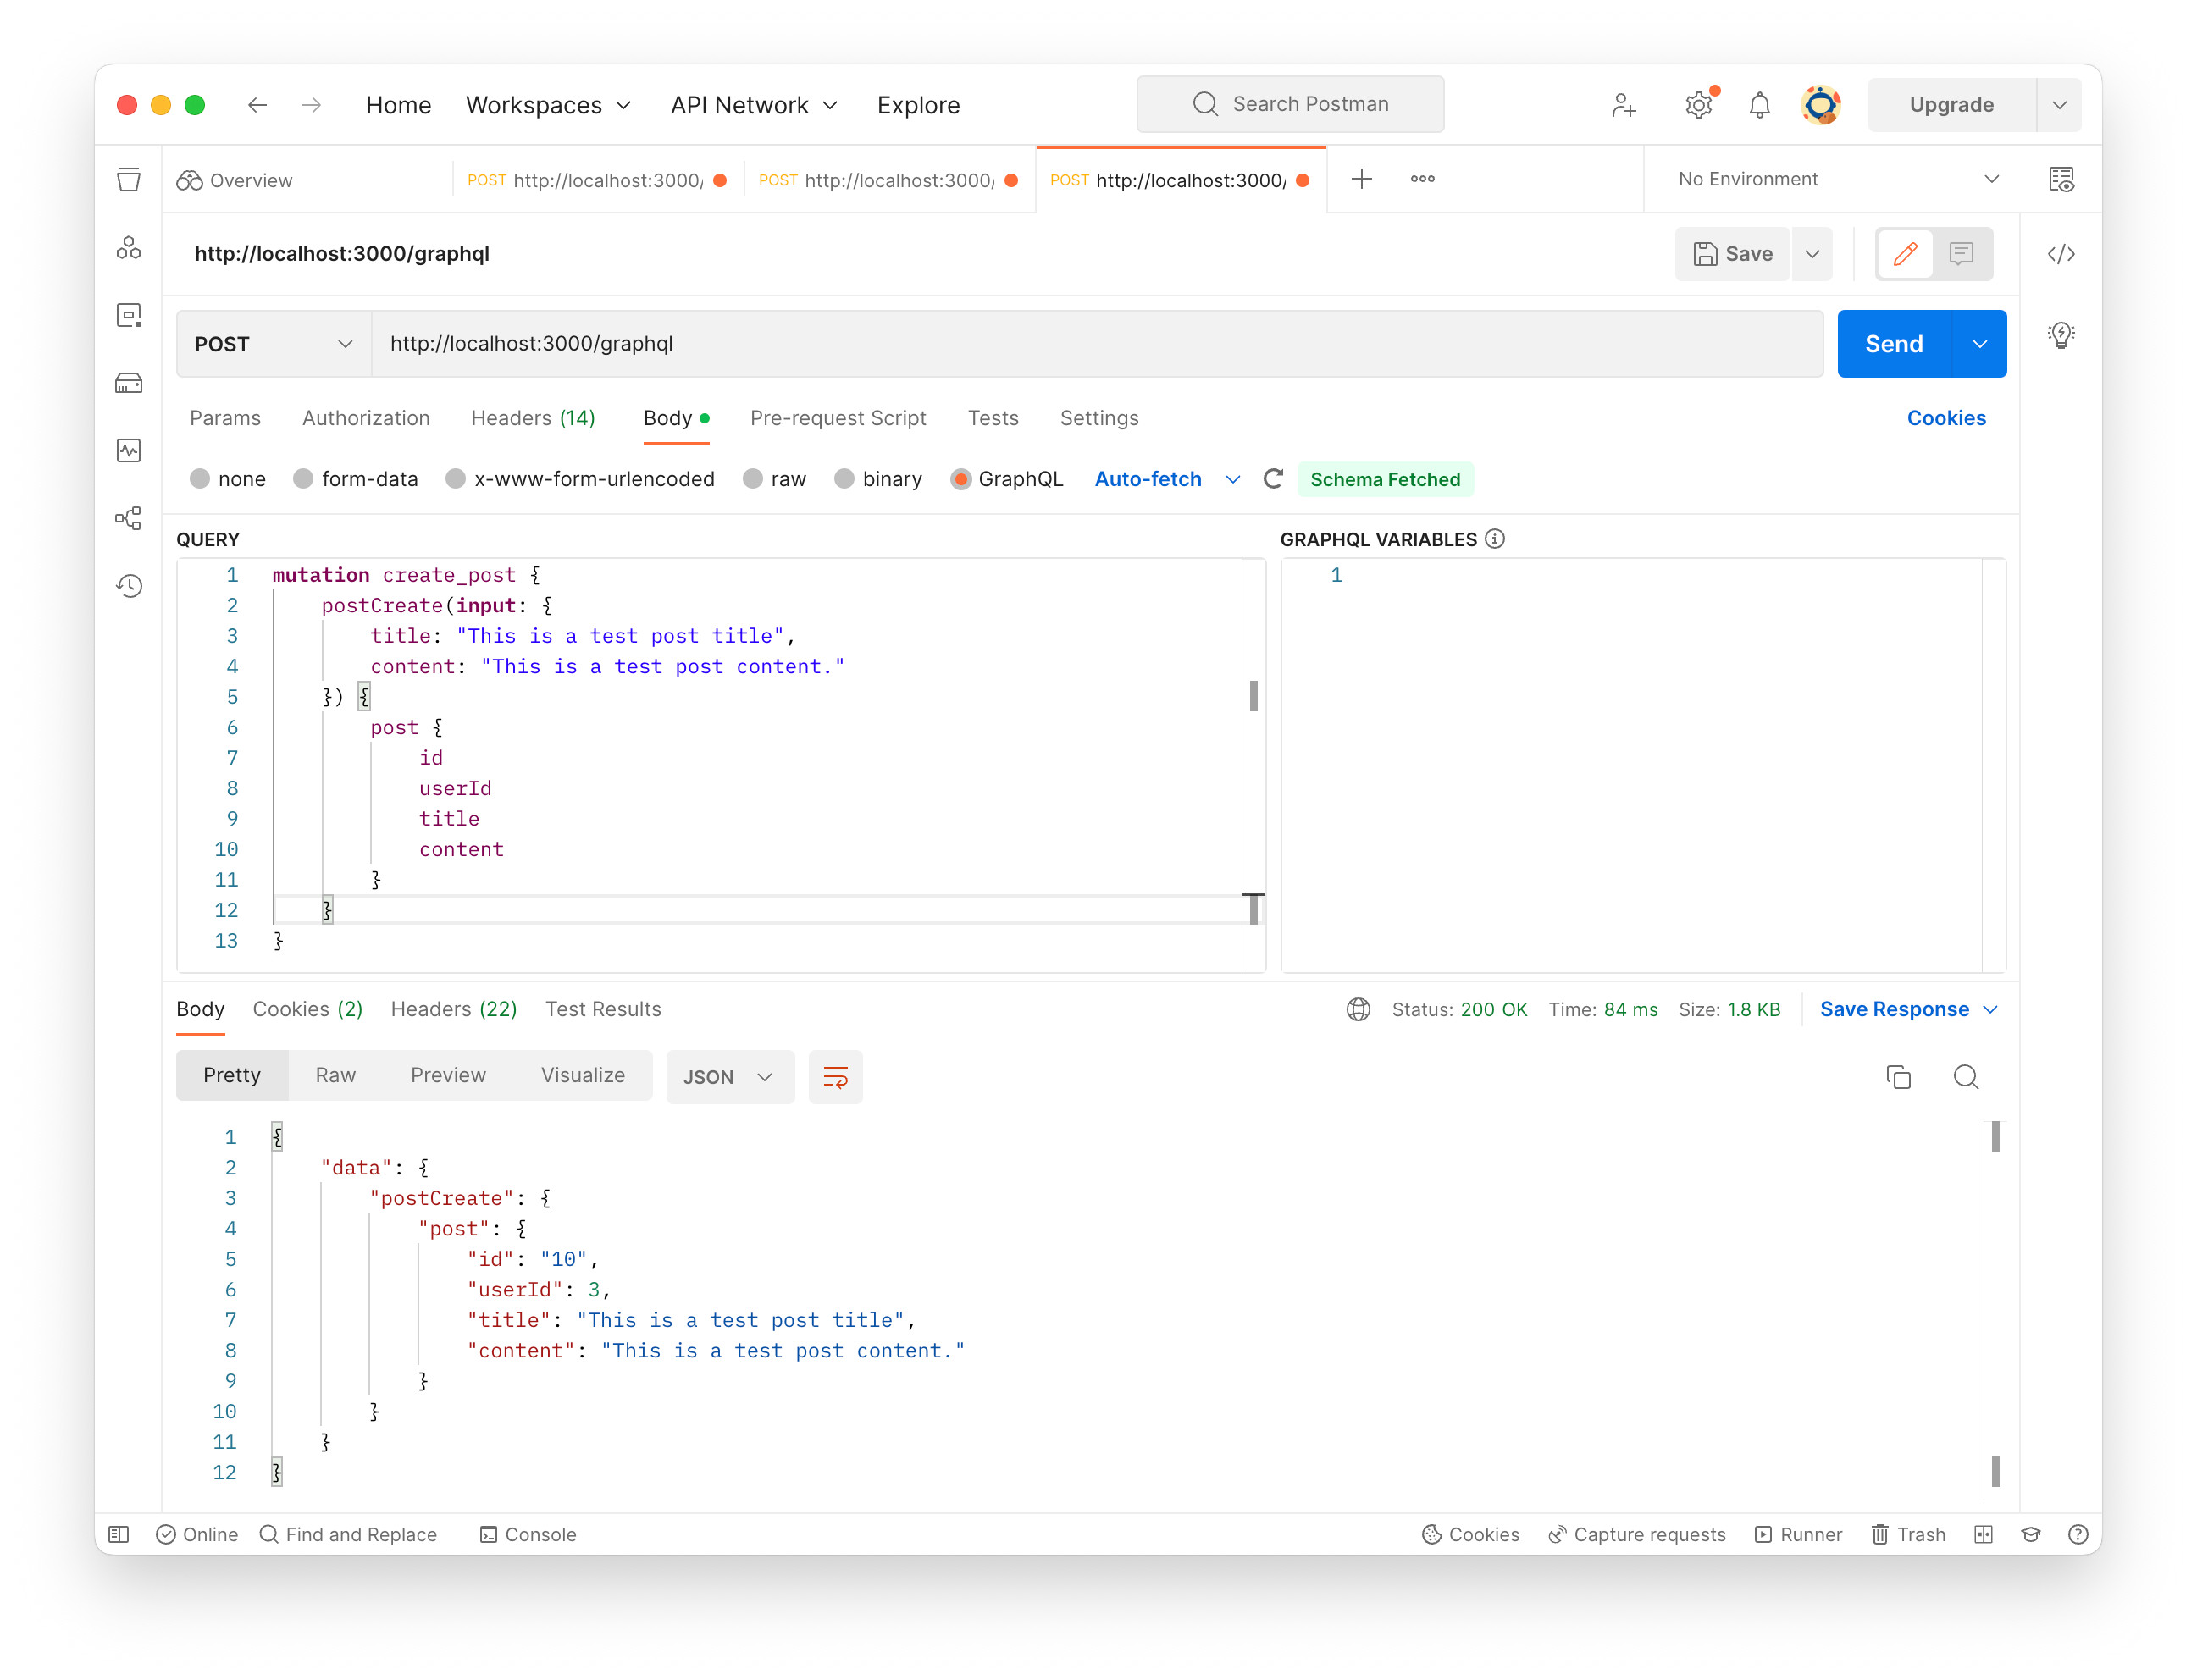 Home Workspaces API Network Explore Search Postman Upgrade
Overview POST http://localhost:3000/ POST http://localhost:3000/ POST http://localhost:3000/ No Environment
http://localhost:3000/graphql Save
POST http://localhost:3000/graphql Send
Params Authorization Headers (14) Body Pre-request Script Tests Settings Cookies
none form-data x-www-form-urlencoded raw binary GraphQL Auto-fetch Schema Fetched
QUERY GRAPHQL VARIABLES
1 mutation create_post { 1
2 postCreate(input: {
3 title: "This is a test post title",
4 content: "This is a test post content."
5 }) {
6 post {
7 id
8 userId
9 title
10 content
11 }
12 }
13 }
Body Cookies (2) Headers (22) Test Results Status: 200 OK Time: 84 ms Size: 1.8 KB Save Response
Pretty Raw Preview Visualize JSON
1 {
2 "data": {
3 "postCreate": {
4 "post": {
5 "id": "10",
6 "userId": 3,
7 "title": "This is a test post title",
8 "content": "This is a test post content."
9 }
10 }
11 }
12 }
Online Find and Replace Console Cookies Capture requests Runner Trash